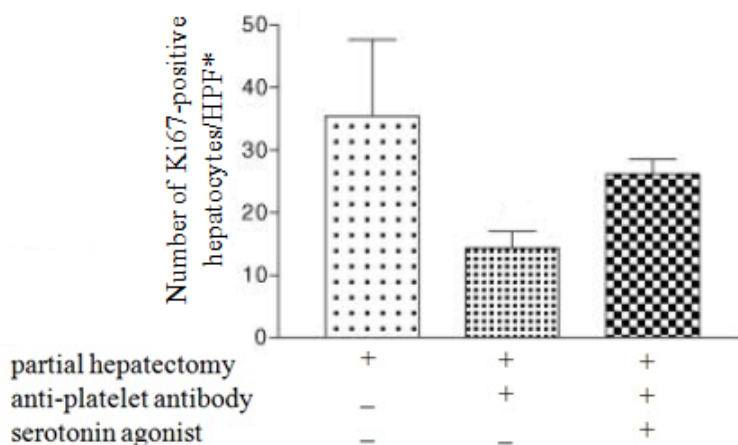 Number of Ki67-positive
hepatocytes/HPF*
50
40
30
20
10
0
partial hepatectomy + + +
anti-platelet antibody – + +
serotonin agonist – – +